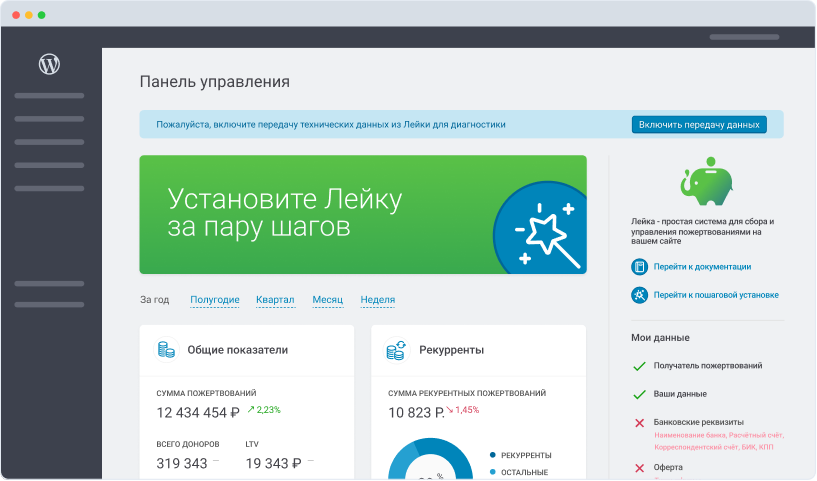 Панель управления
Пожалуйста, включите передачу технических данных из Лейки для диагностики
Включить передачу данных
Установите Лейку
за пару шагов
Лейка - простая система для сбора и
управления пожертвованиями на
вашем сайте
Перейти к документации
Перейти к пошаговой установке
За год
Полугодие
Квартал
Месяц
Неделя
Общие показатели
СУММА ПОЖЕРТВОВАНИЙ
12 434 454 ₽ ↗ 2,23%
ВСЕГО ДОНОРОВ
319 343 —
LTV
19 343 ₽ —
Рекурренты
СУММА РЕКУРЕНТНЫХ ПОЖЕРТВОВАНИЙ
10 823 Р. ↘ 1,45%
РЕКУРРЕНТЫ
ОСТАЛЬНЫЕ
Мои данные
Получатель пожертвований
Ваши данные
Банковские реквизиты
Наименование банка, Расчётный счёт,
Корреспондентский счёт, БИК, КПП
Оферта